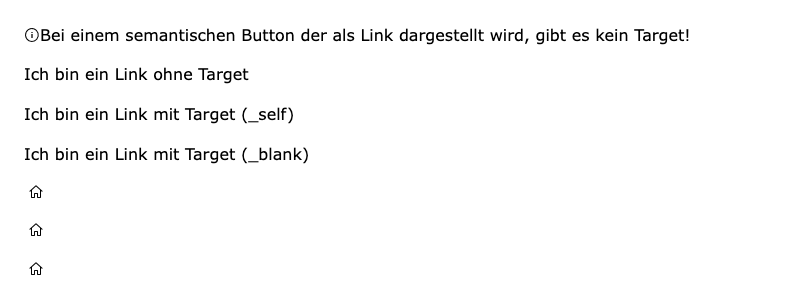 Bei einem semantischen Button der als Link dargestellt wird, gibt es kein Target!
Ich bin ein Link ohne Target
Ich bin ein Link mit Target (_self)
Ich bin ein Link mit Target (_blank)